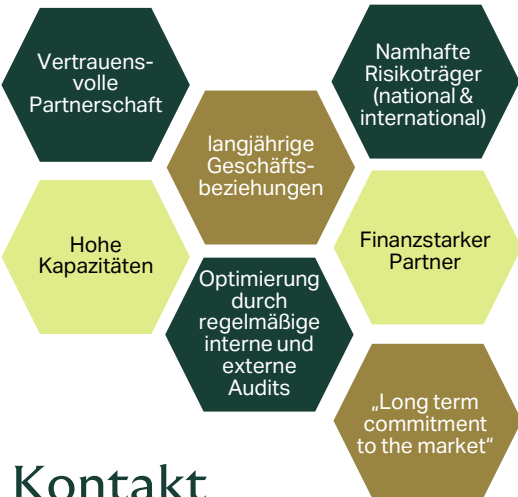 Vertrauens-
volle
Partnerschaft
Namhafte
Risikoträger
(national &
international)
langjährige
Geschäfts-
beziehungen
Hohe
Kapazitäten
Finanzstarker
Partner
Optimierung
durch
regelmäßige
interne und
externe
Audits
„Long term
commitment
to the market“
Kontakt